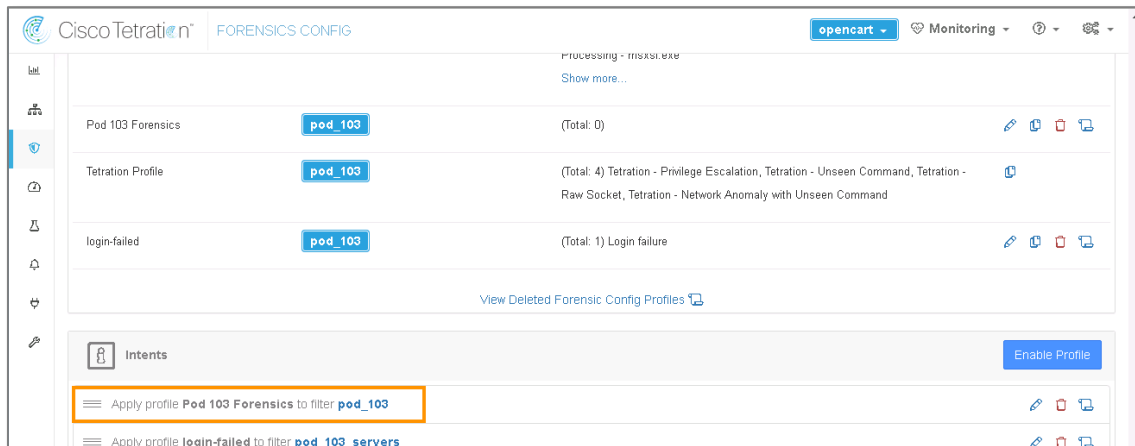 Cisco Tetration™ FORENSICS CONFIG opencart Monitoring
Processing - msxsl.exe
Show more...
Pod 103 Forensics pod_103 (Total: 0)
Tetration Profile pod_103 (Total: 4) Tetration - Privilege Escalation, Tetration - Unseen Command, Tetration -
Raw Socket, Tetration - Network Anomaly with Unseen Command
login-failed pod_103 (Total: 1) Login failure
View Deleted Forensic Config Profiles
Intents Enable Profile
Apply profile Pod 103 Forensics to filter pod_103
Apply profile login-failed to filter pod_103_servers